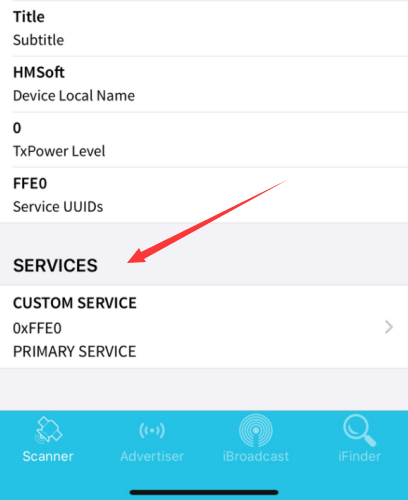 Title
Subtitle
HMSoft
Device Local Name
0
TxPower Level
FFE0
Service UUIDs
SERVICES
CUSTOM SERVICE
0xFFE0
PRIMARY SERVICE
Scanner
Advertiser
iBroadcast
iFinder